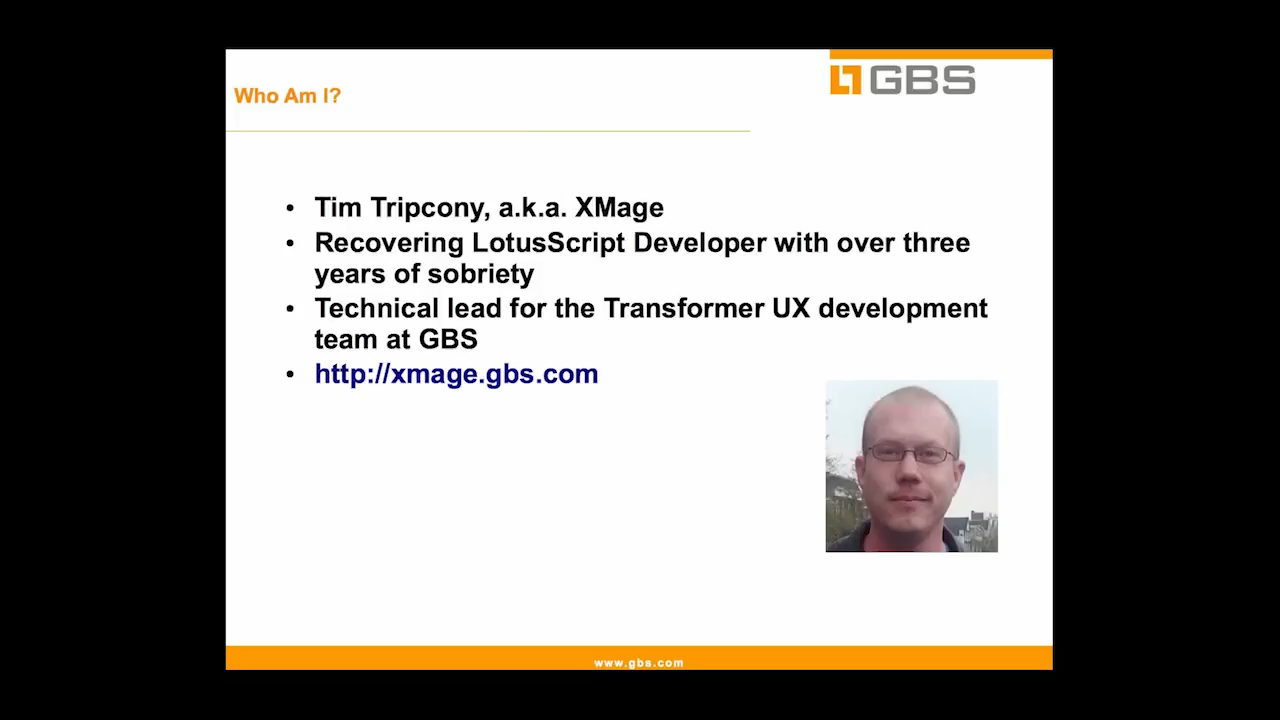 GBS
Who Am I?
• Tim Tripcony, a.k.a. XMage
• Recovering LotusScript Developer with over three
years of sobriety
• Technical lead for the Transformer UX development
team at GBS
• http://xmage.gbs.com
www.gbs.com